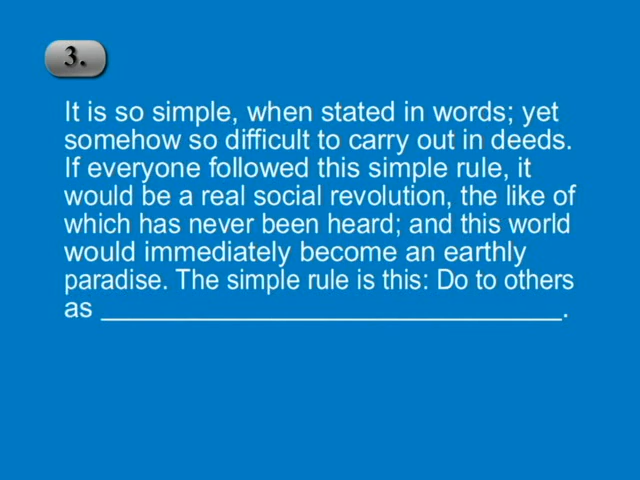 3.
It is so simple, when stated in words; yet
somehow so difficult to carry out in deeds.
If everyone followed this simple rule, it
would be a real social revolution, the like of
which has never been heard; and this world
would immediately become an earthly
paradise. The simple rule is this: Do to others
as _________________________________.